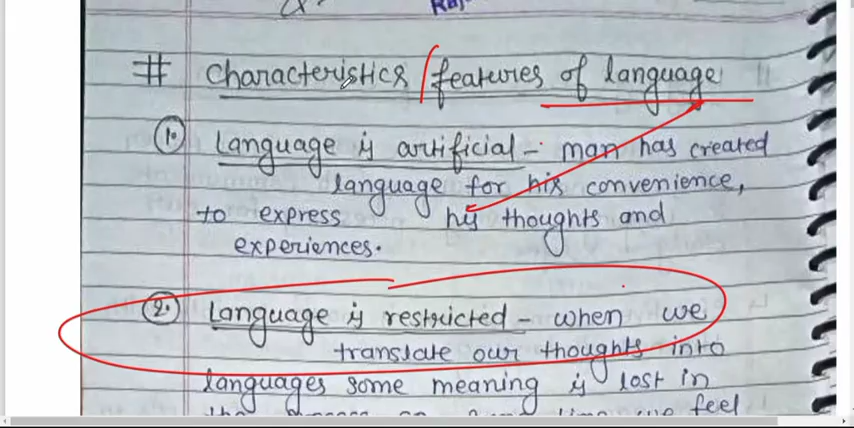 # Characteristics / features of language
1. Language is artificial - man has created
language for his convenience,
to express his thoughts and
experiences.
2. Language is restricted - when we
translate our thoughts into
languages some meaning is lost in
feel